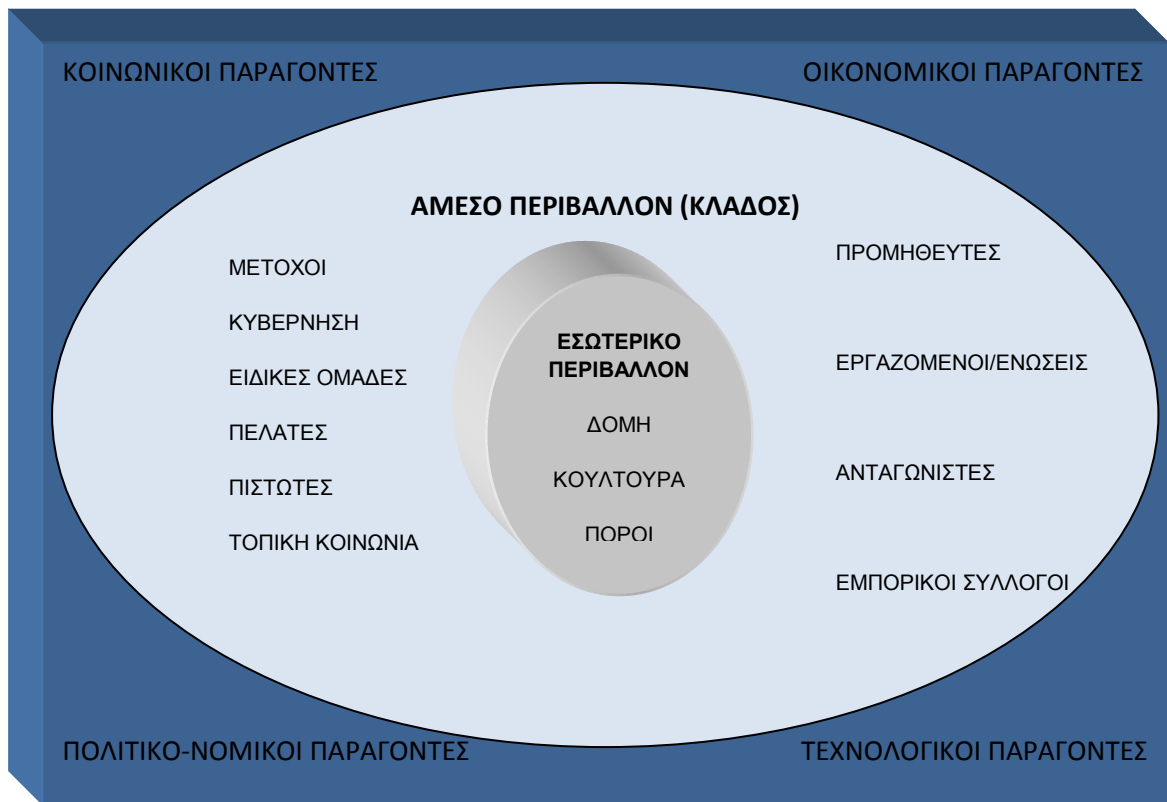 ΚΟΙΝΩΝΙΚΟΙ ΠΑΡΑΓΟΝΤΕΣ
ΟΙΚΟΝΟΜΙΚΟΙ ΠΑΡΑΓΟΝΤΕΣ
ΑΜΕΣΟ ΠΕΡΙΒΑΛΛΟΝ (ΚΛΑΔΟΣ)
ΜΕΤΟΧΟΙ
ΚΥΒΕΡΝΗΣΗ
ΕΙΔΙΚΕΣ ΟΜΑΔΕΣ
ΠΕΛΑΤΕΣ
ΠΙΣΤΩΤΕΣ
ΤΟΠΙΚΗ ΚΟΙΝΩΝΙΑ
ΕΣΩΤΕΡΙΚΟ
ΠΕΡΙΒΑΛΛΟΝ
ΔΟΜΗ
ΚΟΥΛΤΟΥΡΑ
ΠΟΡΟΙ
ΠΡΟΜΗΘΕΥΤΕΣ
ΕΡΓΑΖΟΜΕΝΟΙ/ΕΝΩΣΕΙΣ
ΑΝΤΑΓΩΝΙΣΤΕΣ
ΕΜΠΟΡΙΚΟΙ ΣΥΛΛΟΓΟΙ
ΠΟΛΙΤΙΚΟ-ΝΟΜΙΚΟΙ ΠΑΡΑΓΟΝΤΕΣ
ΤΕΧΝΟΛΟΓΙΚΟΙ ΠΑΡΑΓΟΝΤΕΣ